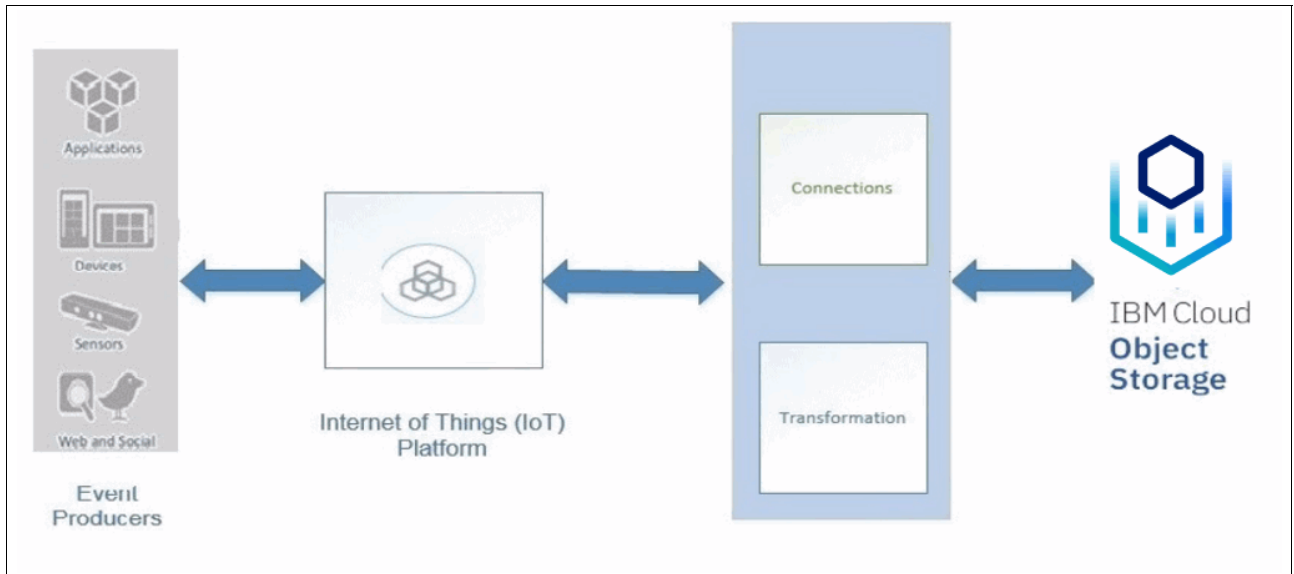 Applications
Devices
Sensors
Web and Social
Event
Producers
Internet of Things (IoT)
Platform
Connections
Transformation
IBM Cloud
Object
Storage